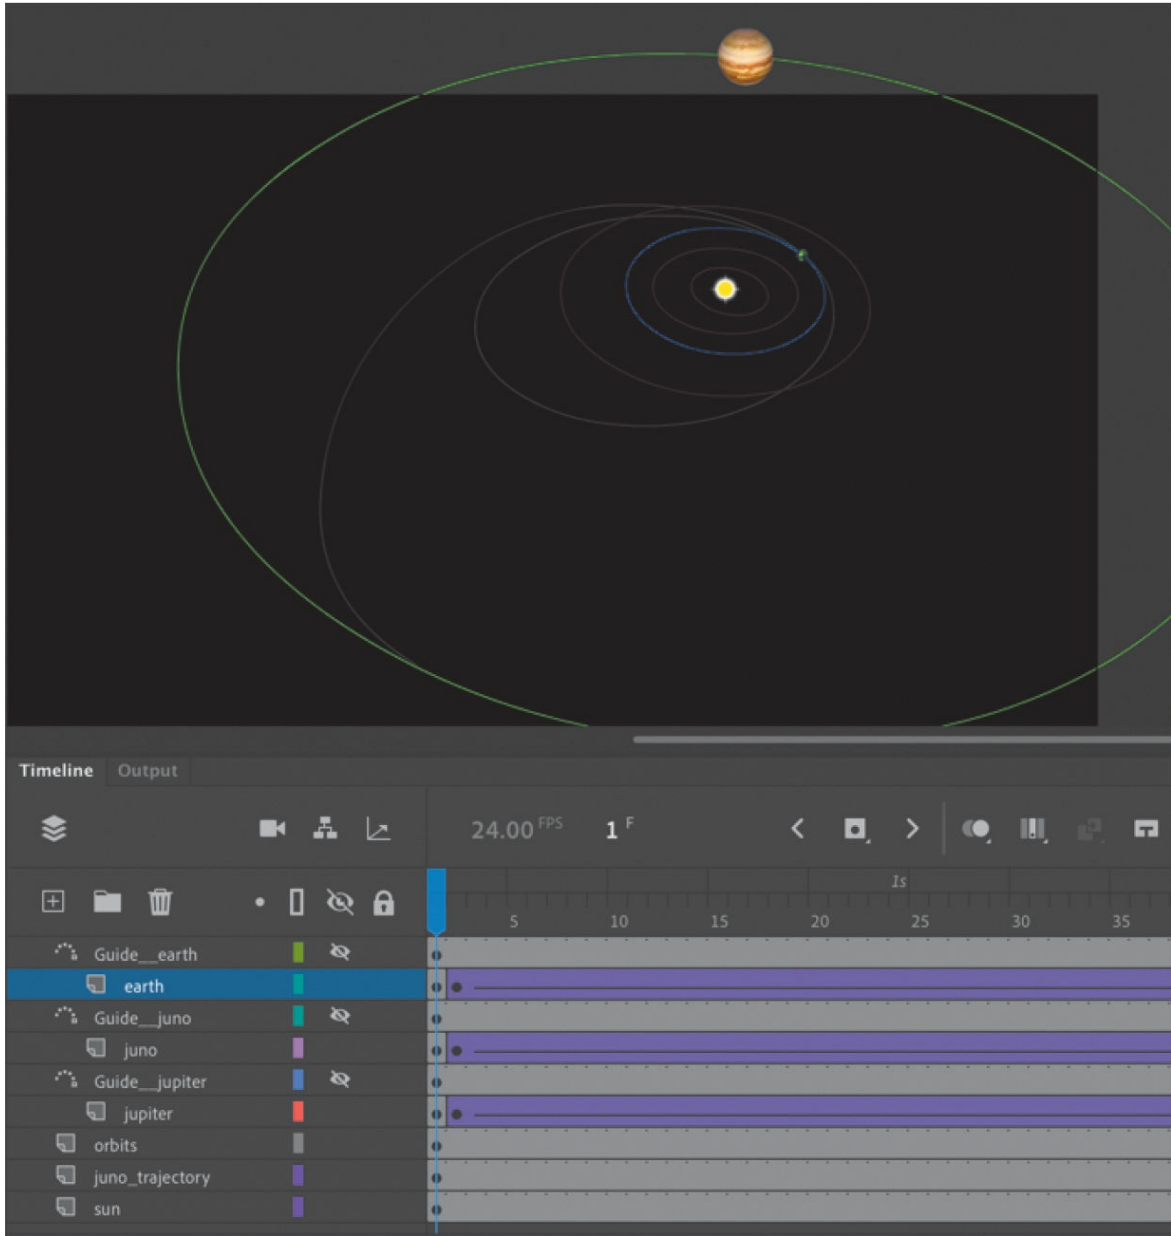 Timeline Output
24.00 FPS 1 F
1s
5 10 15 20 25 30 35
Guide__earth
earth
Guide__juno
juno
Guide__jupiter
jupiter
orbits
juno_trajectory
sun